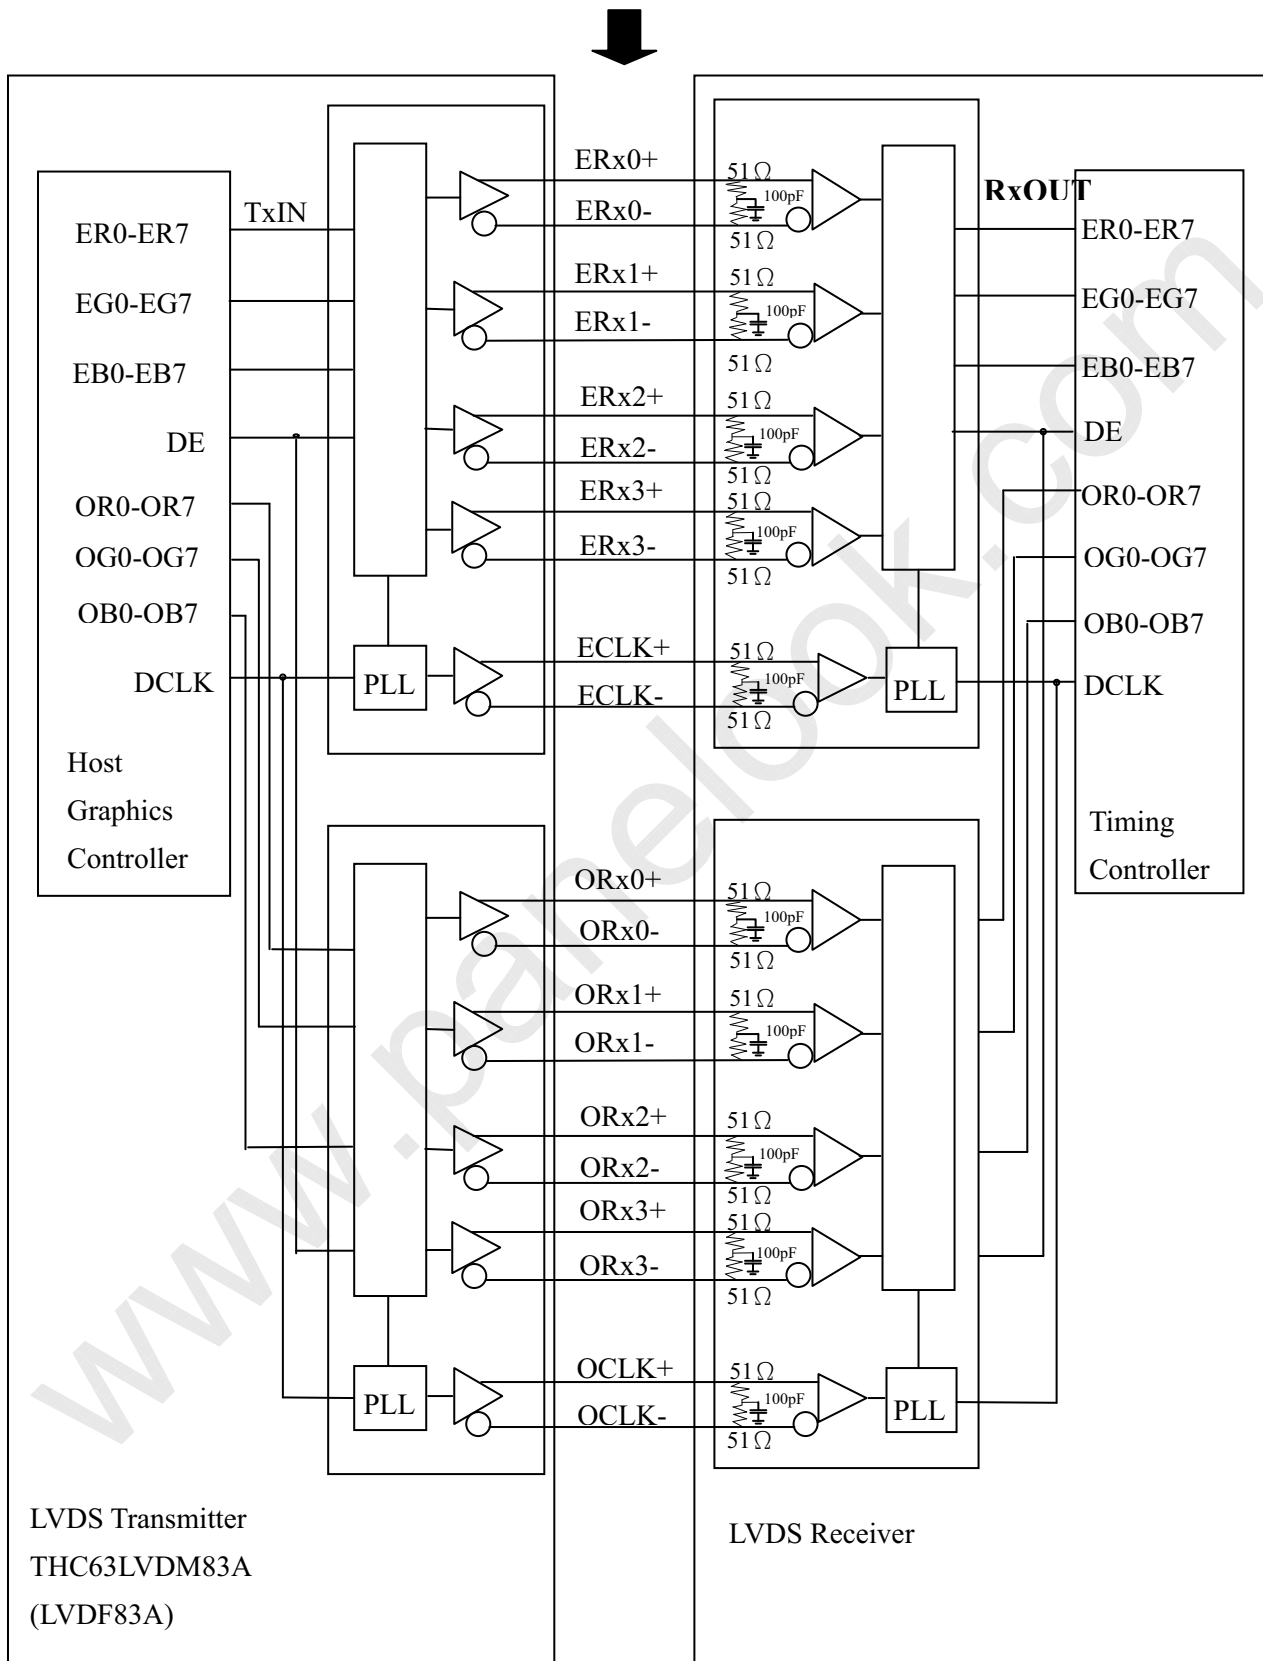 ERx0+
51Ω
100pF
RxOUT
TxIN
ERx0-
ER0-ER7
51Ω
ER0-ER7
ERx1+
51Ω
EG0-EG7
100pF
EG0-EG7
ERx1-
51Ω
EB0-EB7
EB0-EB7
ERx2+
51Ω
DE
100pF
DE
ERx2-
51Ω
ERx3+
51Ω
OR0-OR7
OR0-OR7
100pF
OG0-OG7
ERx3-
OG0-OG7
51Ω
OB0-OB7
OB0-OB7
ECLK+
51Ω
DCLK
PLL
100pF
PLL
DCLK
ECLK-
51Ω
Host
Graphics
Controller
Timing
Controller
ORx0+
51Ω
100pF
ORx0-
51Ω
ORx1+
51Ω
100pF
ORx1-
51Ω
ORx2+
51Ω
100pF
ORx2-
51Ω
ORx3+
51Ω
100pF
ORx3-
51Ω
OCLK+
51Ω
PLL
100pF
PLL
OCLK-
51Ω
LVDS Transmitter
THC63LVDM83A
(LVDF83A)
LVDS Receiver
www.panelook.com